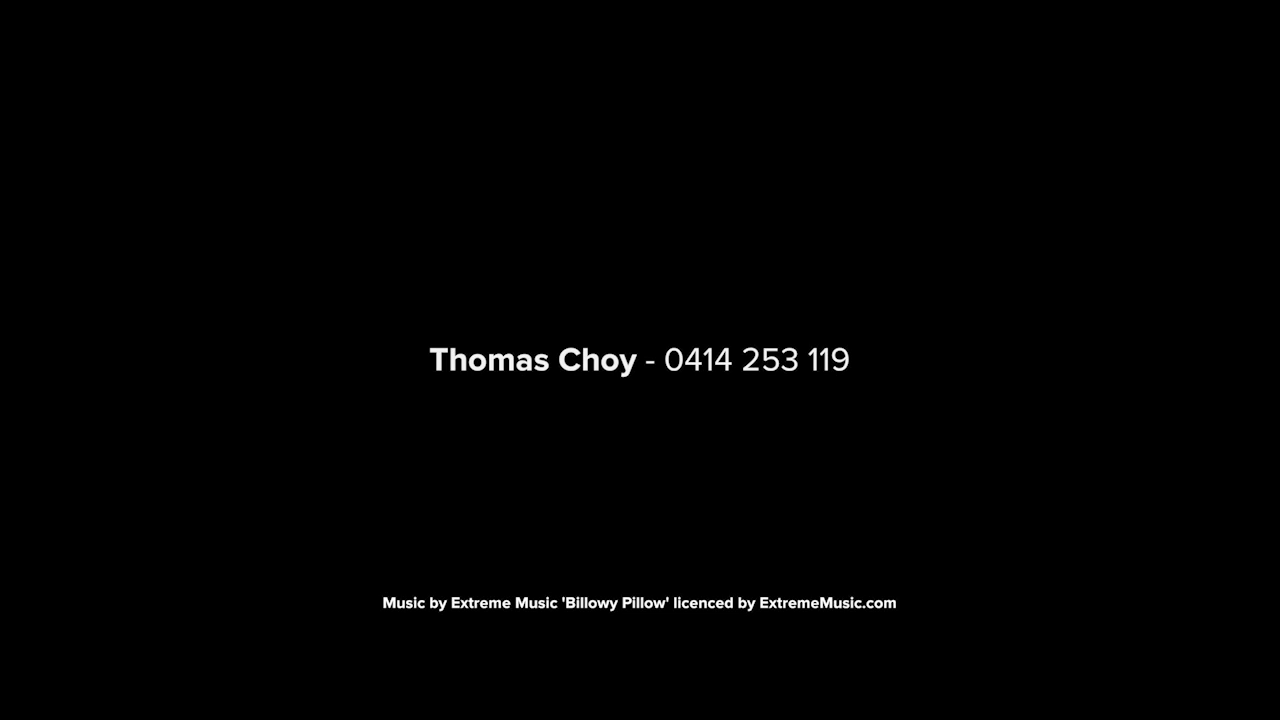 Thomas Choy - 0414 253 119
Music by Extreme Music 'Billowy Pillow' licenced by ExtremeMusic.com